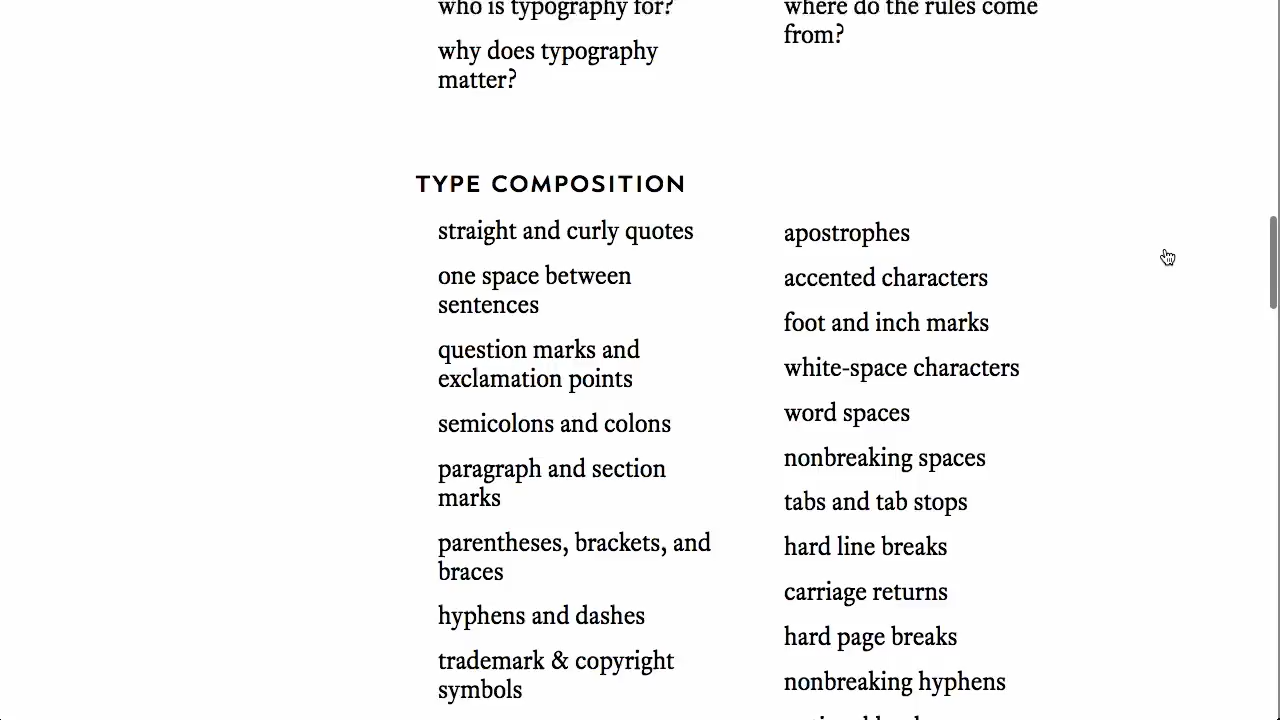 who is typography for?
why does typography
matter?
where do the rules come
from?
TYPE COMPOSITION
straight and curly quotes
one space between
sentences
question marks and
exclamation points
semicolons and colons
paragraph and section
marks
parentheses, brackets, and
braces
hyphens and dashes
trademark & copyright
symbols
apostrophes
accented characters
foot and inch marks
white-space characters
word spaces
nonbreaking spaces
tabs and tab stops
hard line breaks
carriage returns
hard page breaks
nonbreaking hyphens